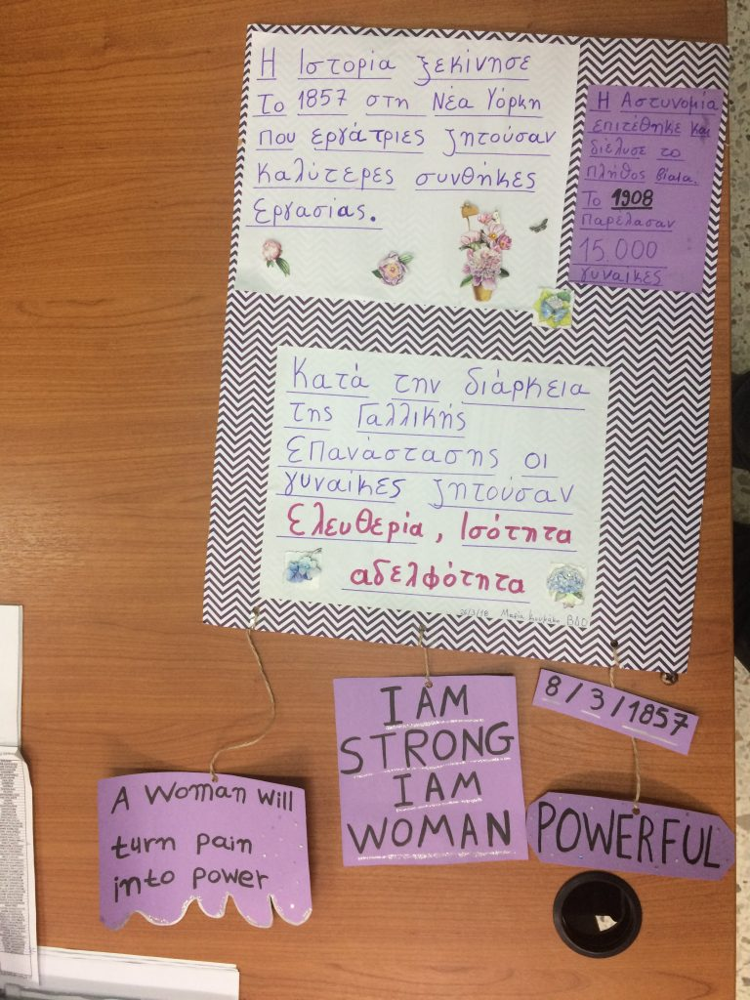 Η Ιστορία ξεκίνησε
το 1857 στη Νέα Υόρκη
που εργάτριες ζητούσαν
καλύτερες συνθήκες
εργασίας.
Η Αστυνομία
επιτέθηκε και
διέλυσε το
πλήθος βίαια.
Το 1908
παρέλασαν
15.000
γυναίκες
Κατά την διάρκεια
της Γαλλικής
Επανάστασης οι
γυναίκες ζητούσαν
Ελευθερία, Ισότητα
αδελφότητα
ΒΔ0
8/3/1857
I AM
STRONG
I AM
WOMAN
POWERFUL
A Woman will
turn pain
into power